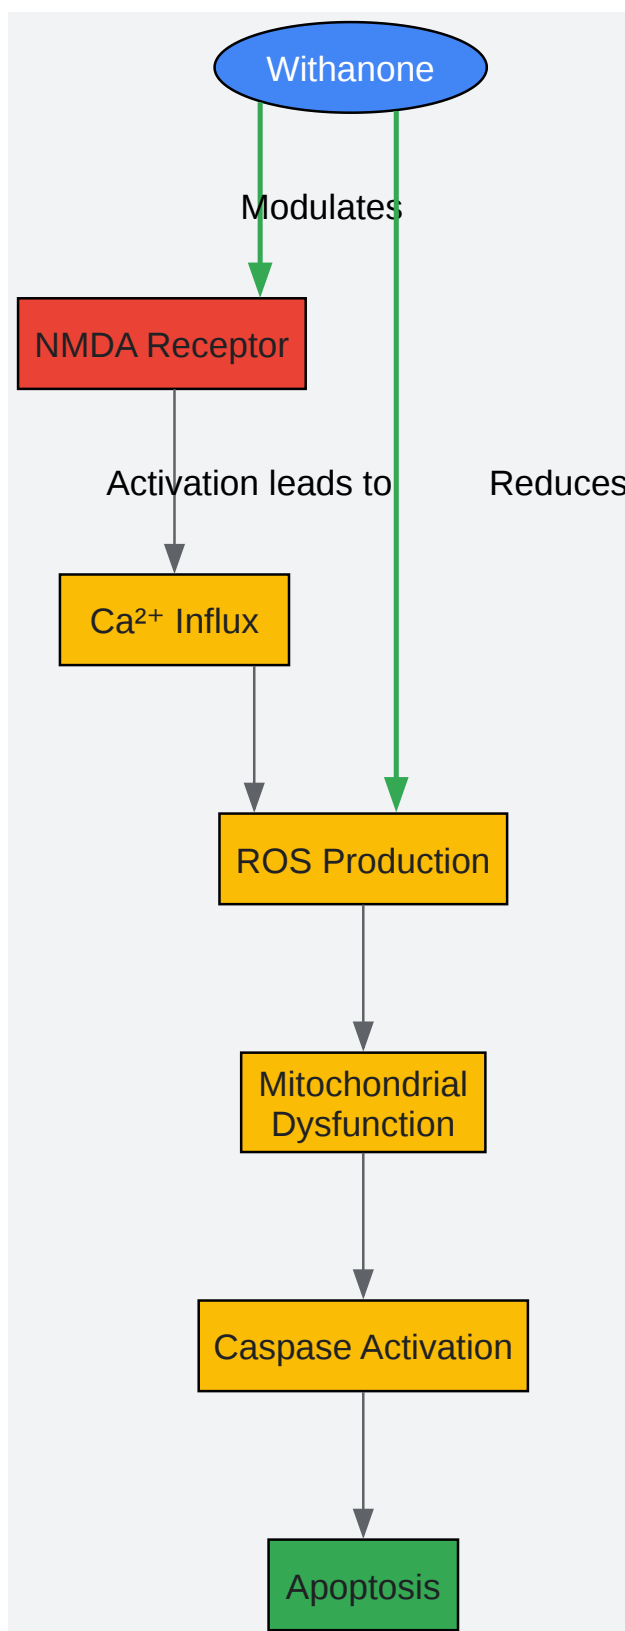 Withanone
Modulates
NMDA Receptor
Activation leads to
Reduces
Ca²⁺ Influx
ROS Production
Mitochondrial
Dysfunction
Caspase Activation
Apoptosis